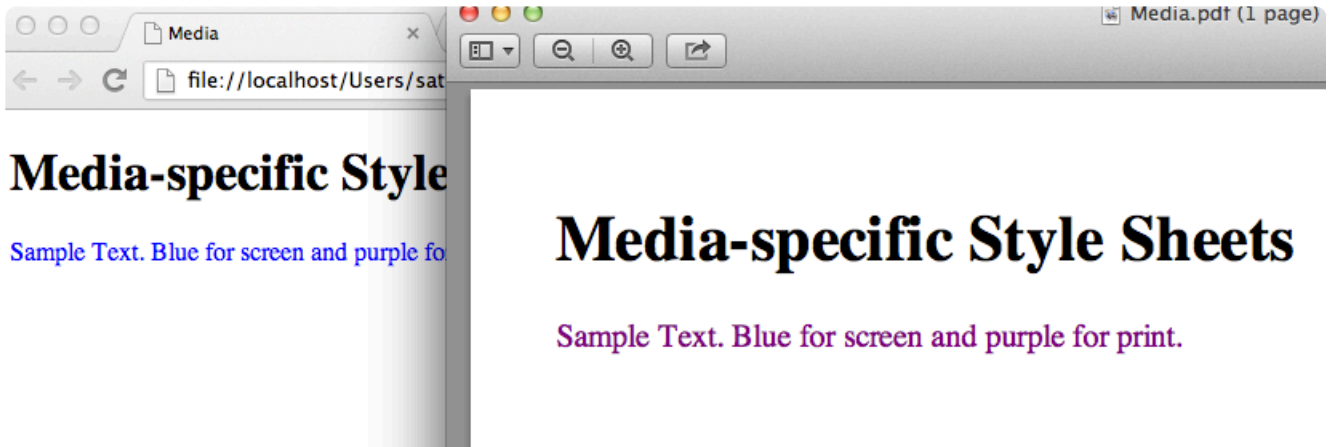 Media
file://localhost/Users/sat
Media-specific Style
Sample Text. Blue for screen and purple fo
Media.pdf (1 page)
Media-specific Style Sheets
Sample Text. Blue for screen and purple for print.